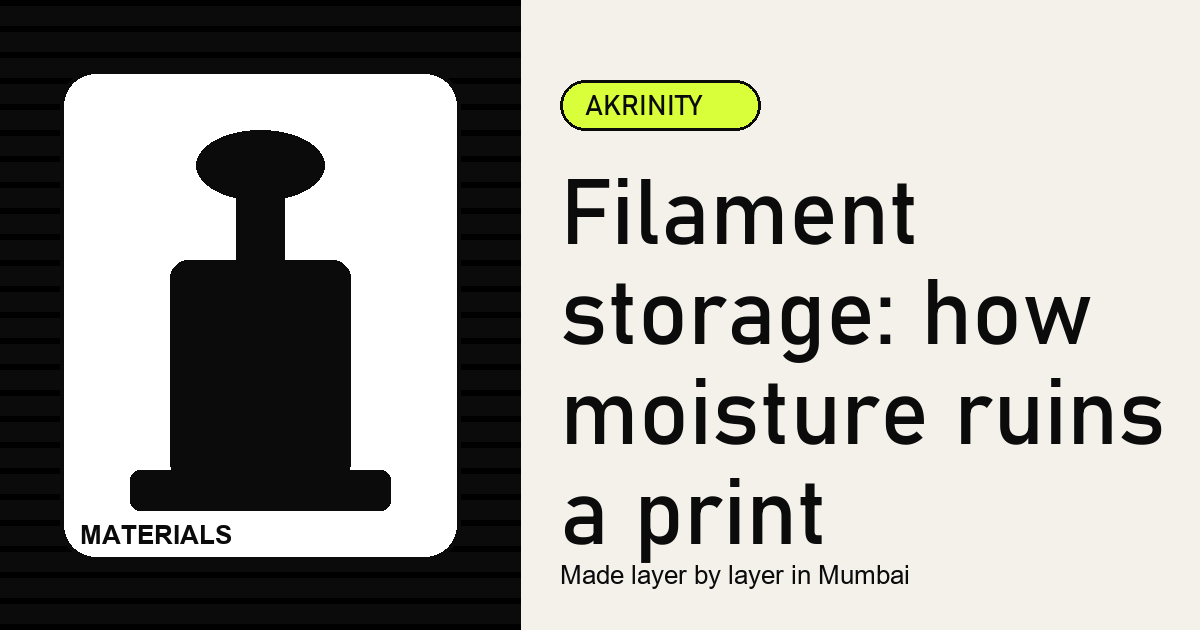 MATERIALS
AKRINITY
Filament
storage: how
moisture ruins
a print
Made layer by layer in Mumbai